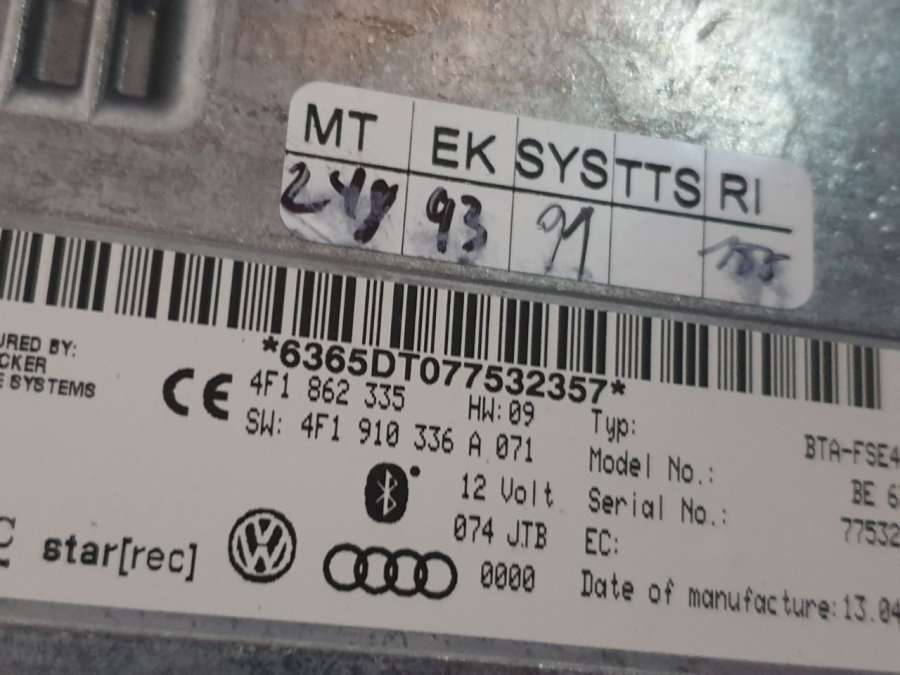 MT EK SYS TTS RI
248 93 91 155
URED BY:
CKER
E SYSTEMS
*6365DT077532357*
4F1 862 335 HW:09
SW: 4F1 910 336 A 071
12 Volt
074 JTB
0000
star[rec]
Typ: BTA-FSE4
Model No.: BE 6
Serial No.: 77532
EC:
Date of manufacture:13.04